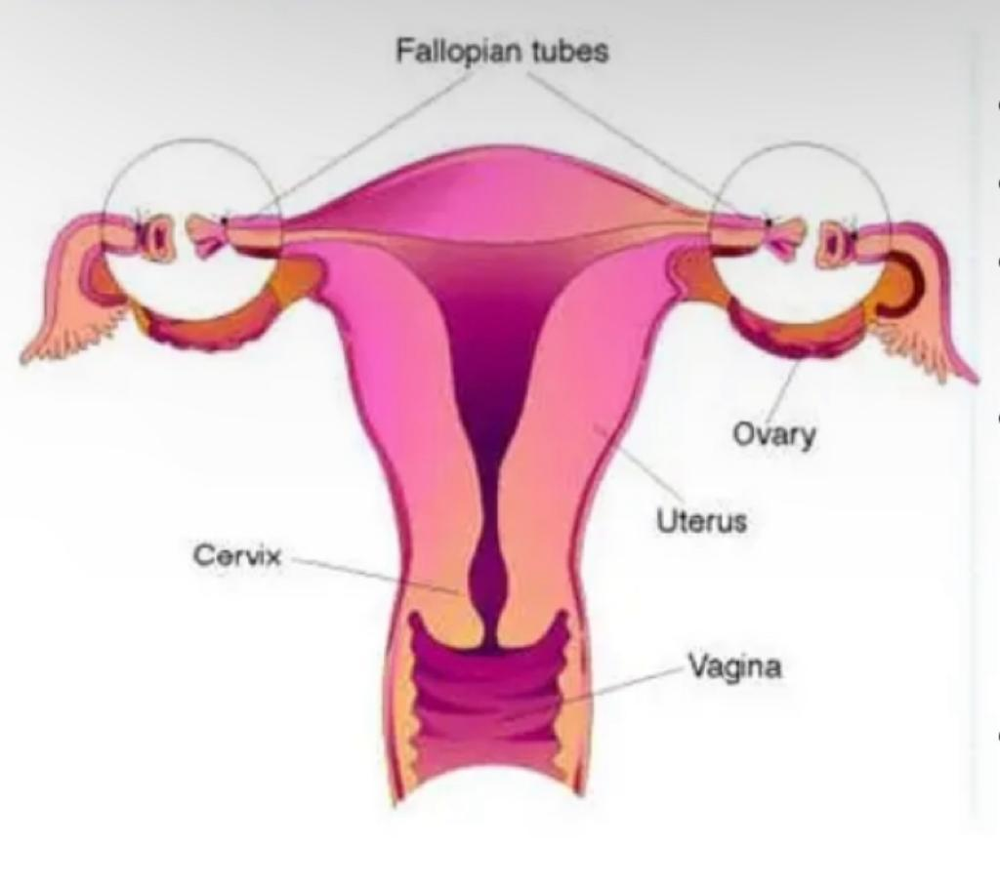 Fallopian tubes
Ovary
Uterus
Cervix
Vagina